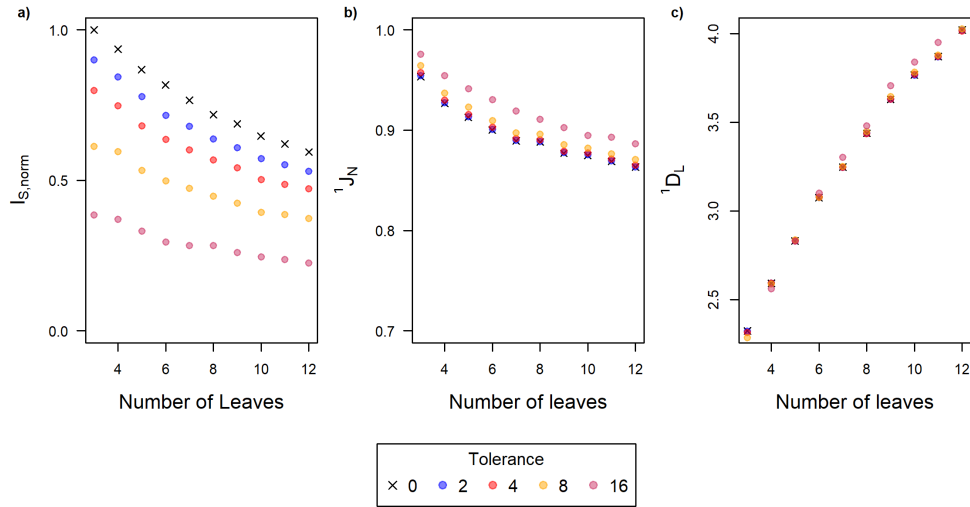 a)
I_S,norm
1.0
0.5
0.0
4 6 8 10 12
Number of Leaves
b)
¹J_N
1.0
0.9
0.8
0.7
4 6 8 10 12
Number of leaves
c)
¹D_L
4.0
3.5
3.0
2.5
4 6 8 10 12
Number of leaves
Tolerance
0 2 4 8 16